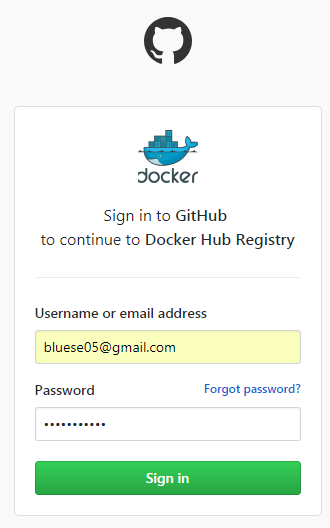 docker
Sign in to GitHub
to continue to Docker Hub Registry
Username or email address
bluese05@gmail.com
Password Forgot password?
•••••••••••
Sign in